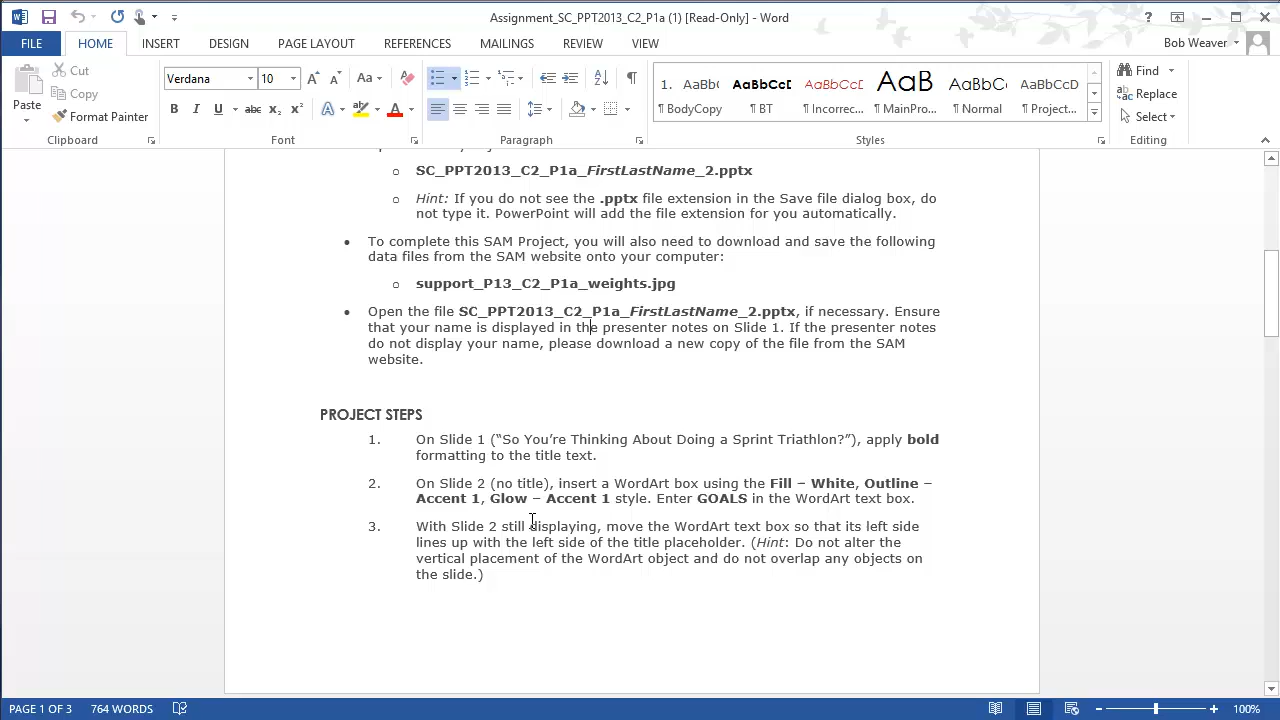 Assignment_SC_PPT2013_C2_P1a (1) [Read-Only] - Word
FILE HOME INSERT DESIGN PAGE LAYOUT REFERENCES MAILINGS REVIEW VIEW Bob Weaver
Cut
Copy
Paste
Format Painter
Clipboard
Verdana 10 Aa
B I U abc x₂ x² A A
Font
Paragraph
1. AaBb( AaBbCcI AaBbCc( AaB AaBbC AaBbCc(
¶ BodyCopy ¶ 1 ¶ Incorrec... ¶ MainPro... ¶ Normal ¶ Project...
Styles
Find
Replace
Select
Editing
o SC_PPT2013_C2_P1a_FirstLastName_2.pptx
o Hint: If you do not see the .pptx file extension in the Save file dialog box, do
not type it. PowerPoint will add the file extension for you automatically.
• To complete this SAM Project, you will also need to download and save the following
data files from the SAM website onto your computer:
o support_P13_C2_P1a_weights.jpg
• Open the file SC_PPT2013_C2_P1a_FirstLastName_2.pptx, if necessary. Ensure
that your name is displayed in the presenter notes on Slide 1. If the presenter notes
do not display your name, please download a new copy of the file from the SAM
website.
PROJECT STEPS
1. On Slide 1 (“So You’re Thinking About Doing a Sprint Triathlon?”), apply bold
formatting to the title text.
2. On Slide 2 (no title), insert a WordArt box using the Fill – White, Outline –
Accent 1, Glow – Accent 1 style. Enter GOALS in the WordArt text box.
3. With Slide 2 still displaying, move the WordArt text box so that its left side
lines up with the left side of the title placeholder. (Hint: Do not alter the
vertical placement of the WordArt object and do not overlap any objects on
the slide.)
PAGE 1 OF 3 764 WORDS 100%